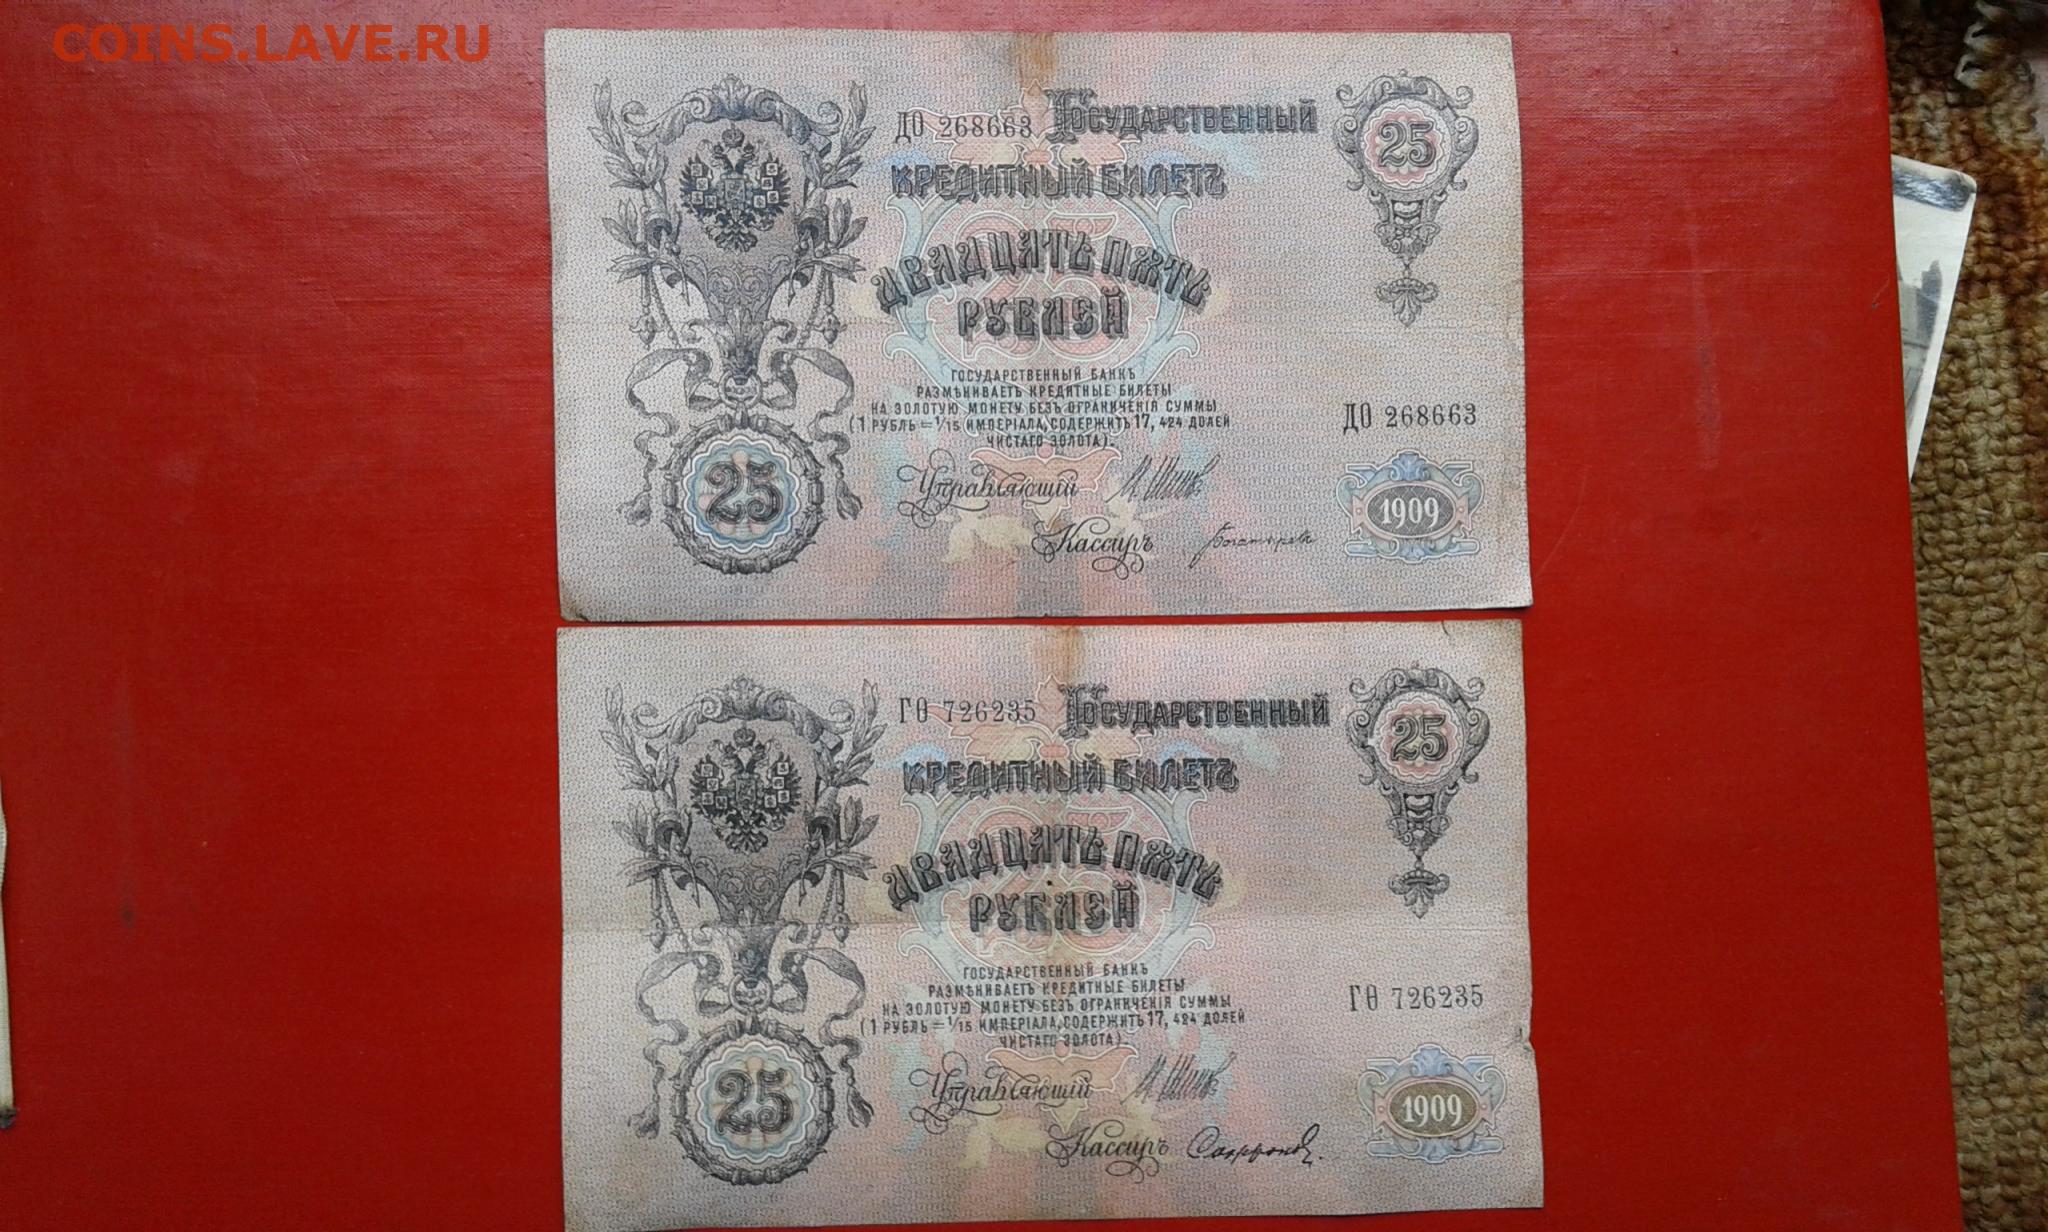 COINS.LAVE.RU
ДО 268663 Государственный
кредитный билетъ
25
Двадцать пять
рублей
ГОСУДАРСТВЕННЫЙ БАНКЪ
РАЗМѢНИВАЕТЪ КРЕДИТНЫЕ БИЛЕТЫ
НА ЗОЛОТУЮ МОНЕТУ БЕЗЪ ОГРАНИЧЕНІЯ СУММЫ
(1 РУБЛЬ = 1/15 ИМПЕРІАЛА, СОДЕРЖИТЪ 17,424 ДОЛЕЙ
ЧИСТАГО ЗОЛОТА).
ДО 268663
25
Управляющій
1909
Кассиръ
ГѲ 726235 Государственный
кредитный билетъ
25
Двадцать пять
рублей
ГОСУДАРСТВЕННЫЙ БАНКЪ
РАЗМѢНИВАЕТЪ КРЕДИТНЫЕ БИЛЕТЫ
НА ЗОЛОТУЮ МОНЕТУ БЕЗЪ ОГРАНИЧЕНІЯ СУММЫ
(1 РУБЛЬ = 1/15 ИМПЕРІАЛА, СОДЕРЖИТЪ 17,424 ДОЛЕЙ
ЧИСТАГО ЗОЛОТА).
ГѲ 726235
25
Управляющій
1909
Кассиръ